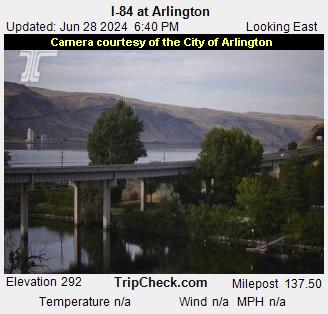 I-84 at Arlington
Updated: Jun 28 2024 6:40 PM Looking East
Camera courtesy of the City of Arlington
Elevation 292 TripCheck.com Milepost 137.50
Temperature n/a Wind n/a MPH n/a